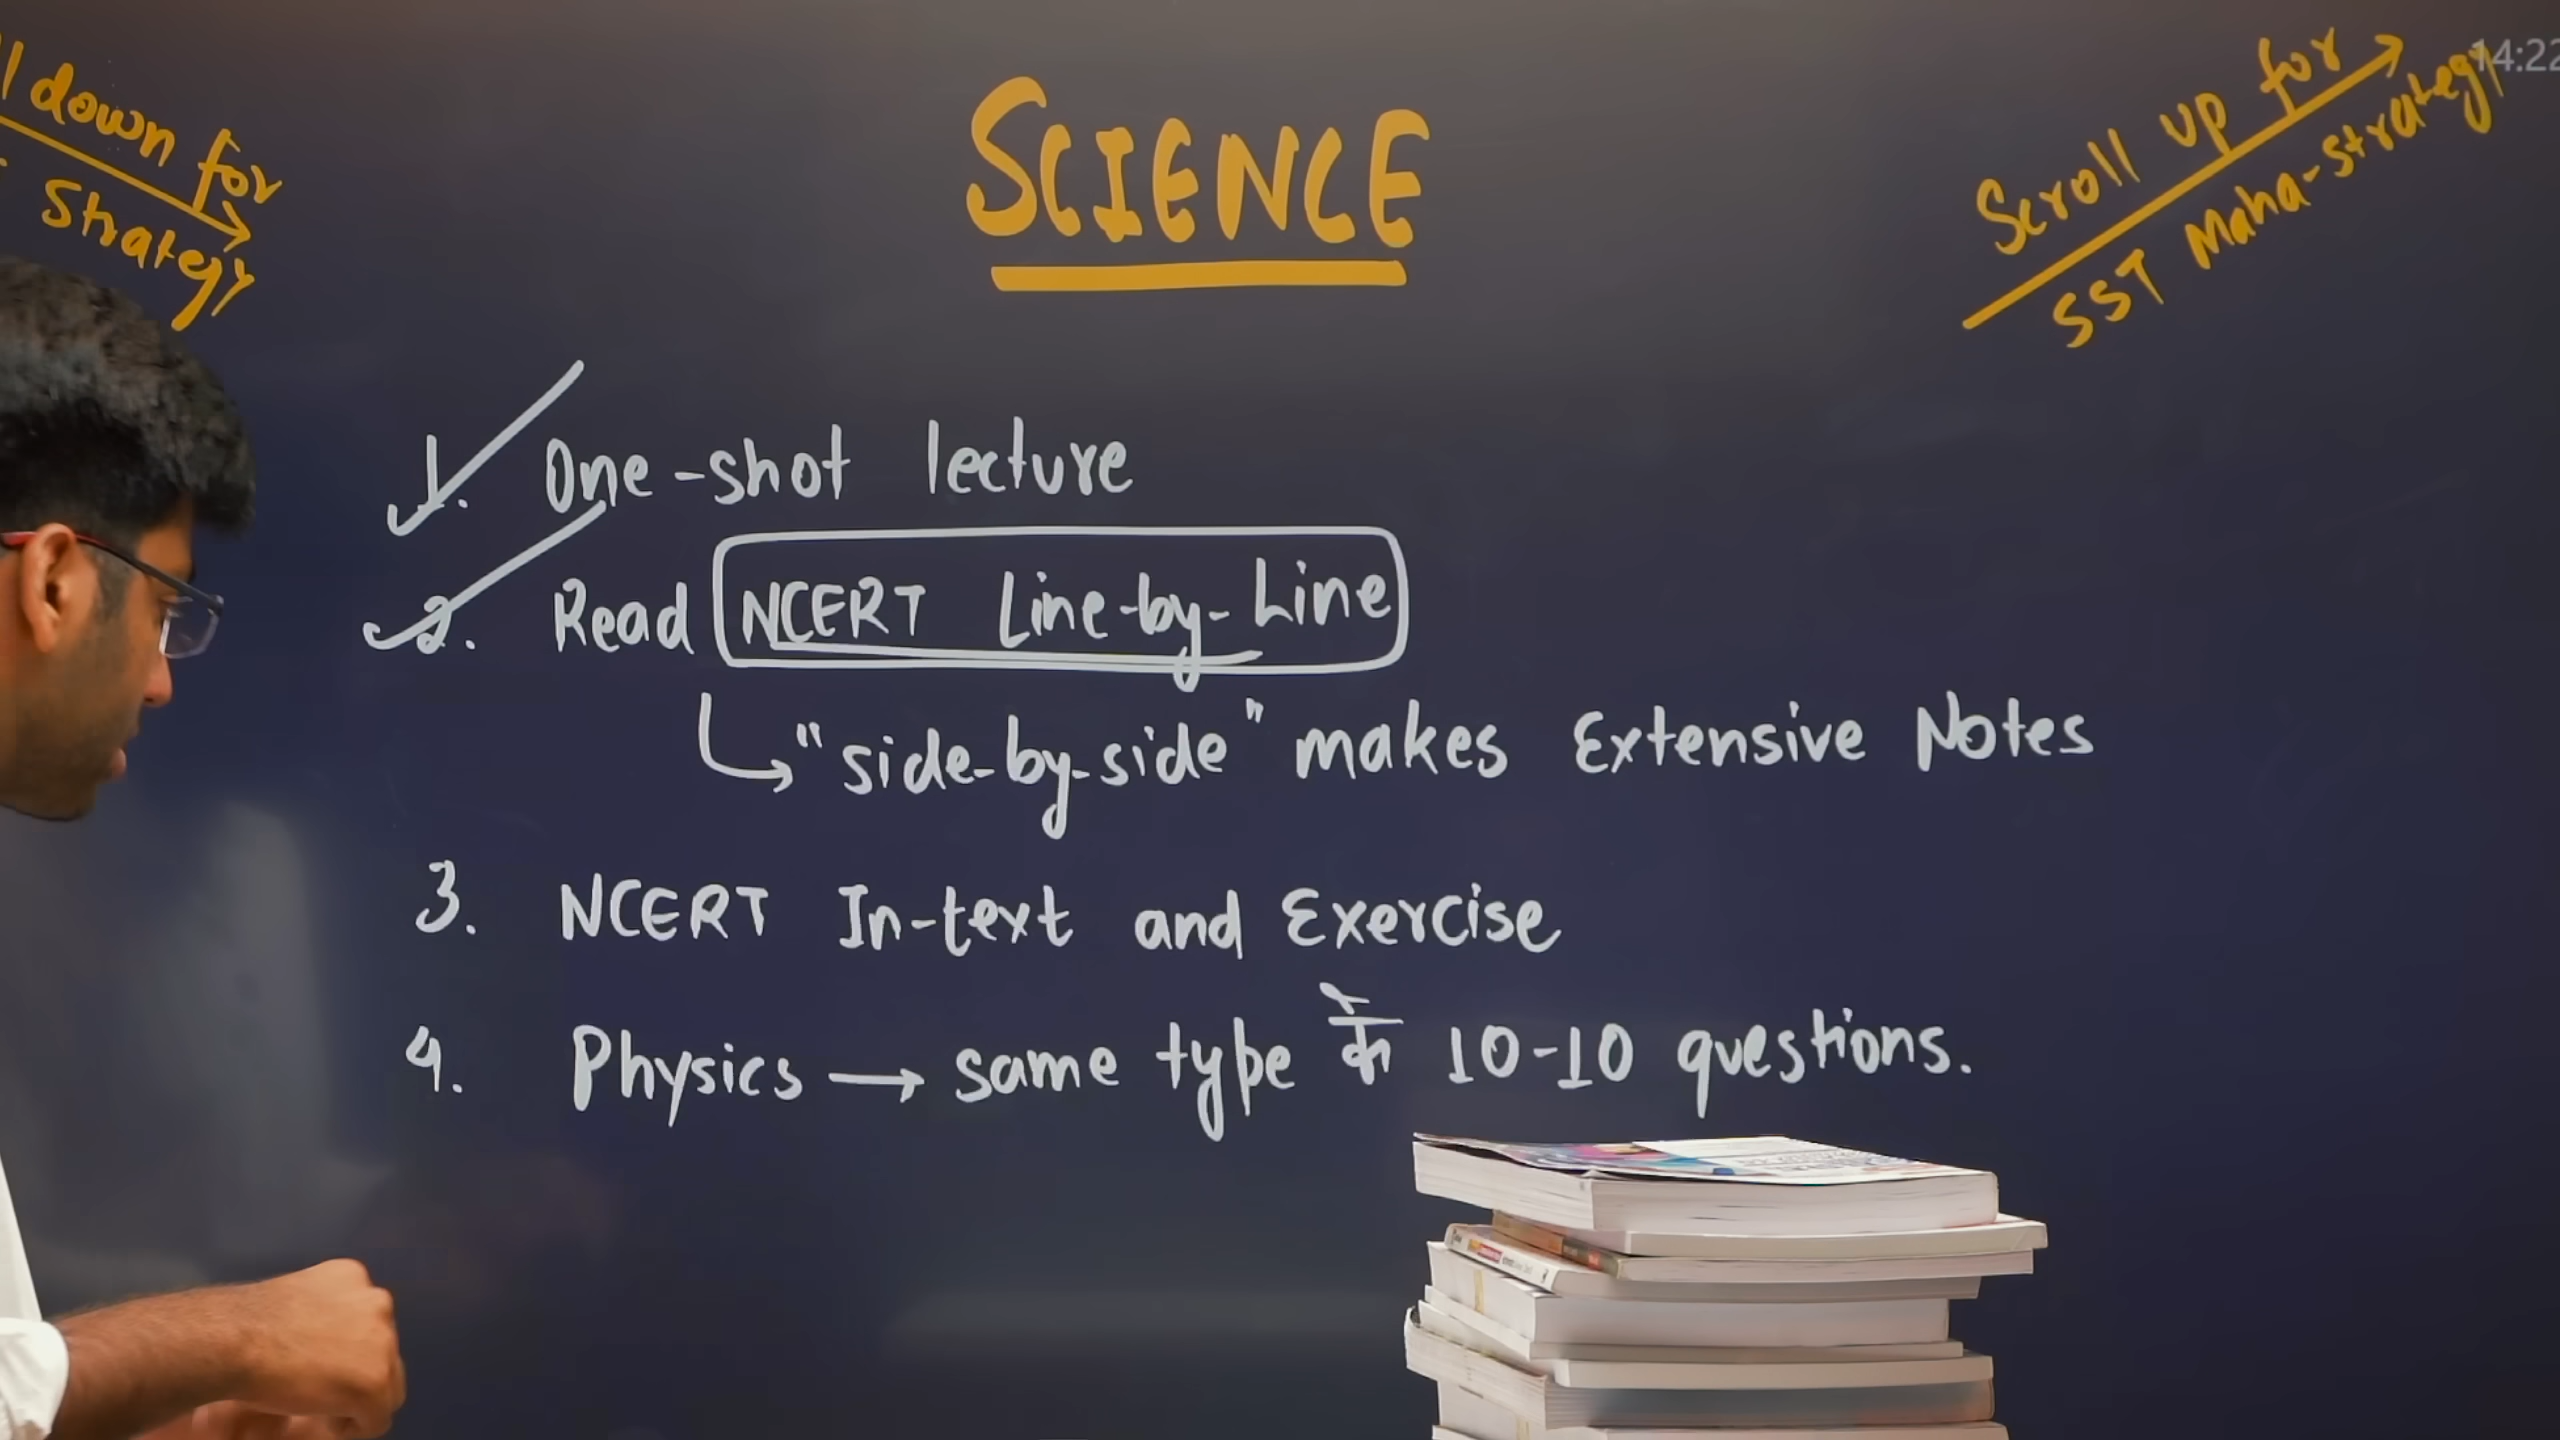 down for
Strategy
SCIENCE
Scroll up for
SST Maha-strategy
14:22
1. One-shot lecture
2. Read NCERT Line-by-Line
"side-by-side" makes Extensive Notes
3. NCERT In-text and Exercise
4. Physics → same type के 10-10 questions.